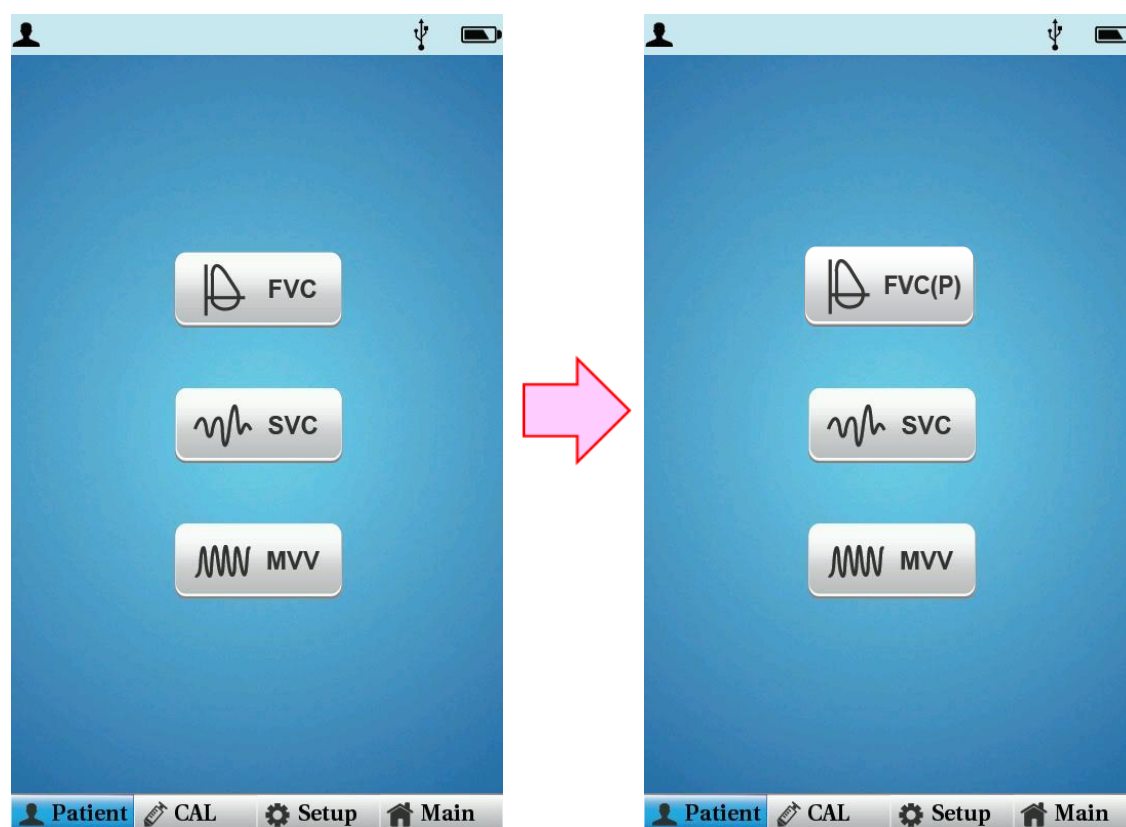 FVC
SVC
MVV
Patient CAL Setup Main
FVC(P)
SVC
MVV
Patient CAL Setup Main